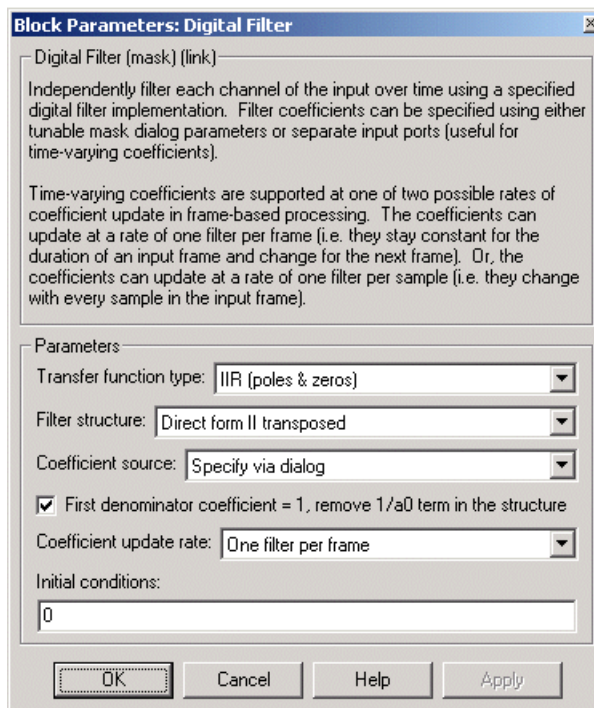 Block Parameters: Digital Filter
Digital Filter (mask) (link)
Independently filter each channel of the input over time using a specified
digital filter implementation. Filter coefficients can be specified using either
tunable mask dialog parameters or separate input ports (useful for
time-varying coefficients).
Time-varying coefficients are supported at one of two possible rates of
coefficient update in frame-based processing. The coefficients can
update at a rate of one filter per frame (i.e. they stay constant for the
duration of an input frame and change for the next frame). Or, the
coefficients can update at a rate of one filter per sample (i.e. they change
with every sample in the input frame).
Parameters
Transfer function type: IIR (poles & zeros)
Filter structure: Direct form II transposed
Coefficient source: Specify via dialog
First denominator coefficient = 1, remove 1/a0 term in the structure
Coefficient update rate: One filter per frame
Initial conditions:
0
OK Cancel Help Apply